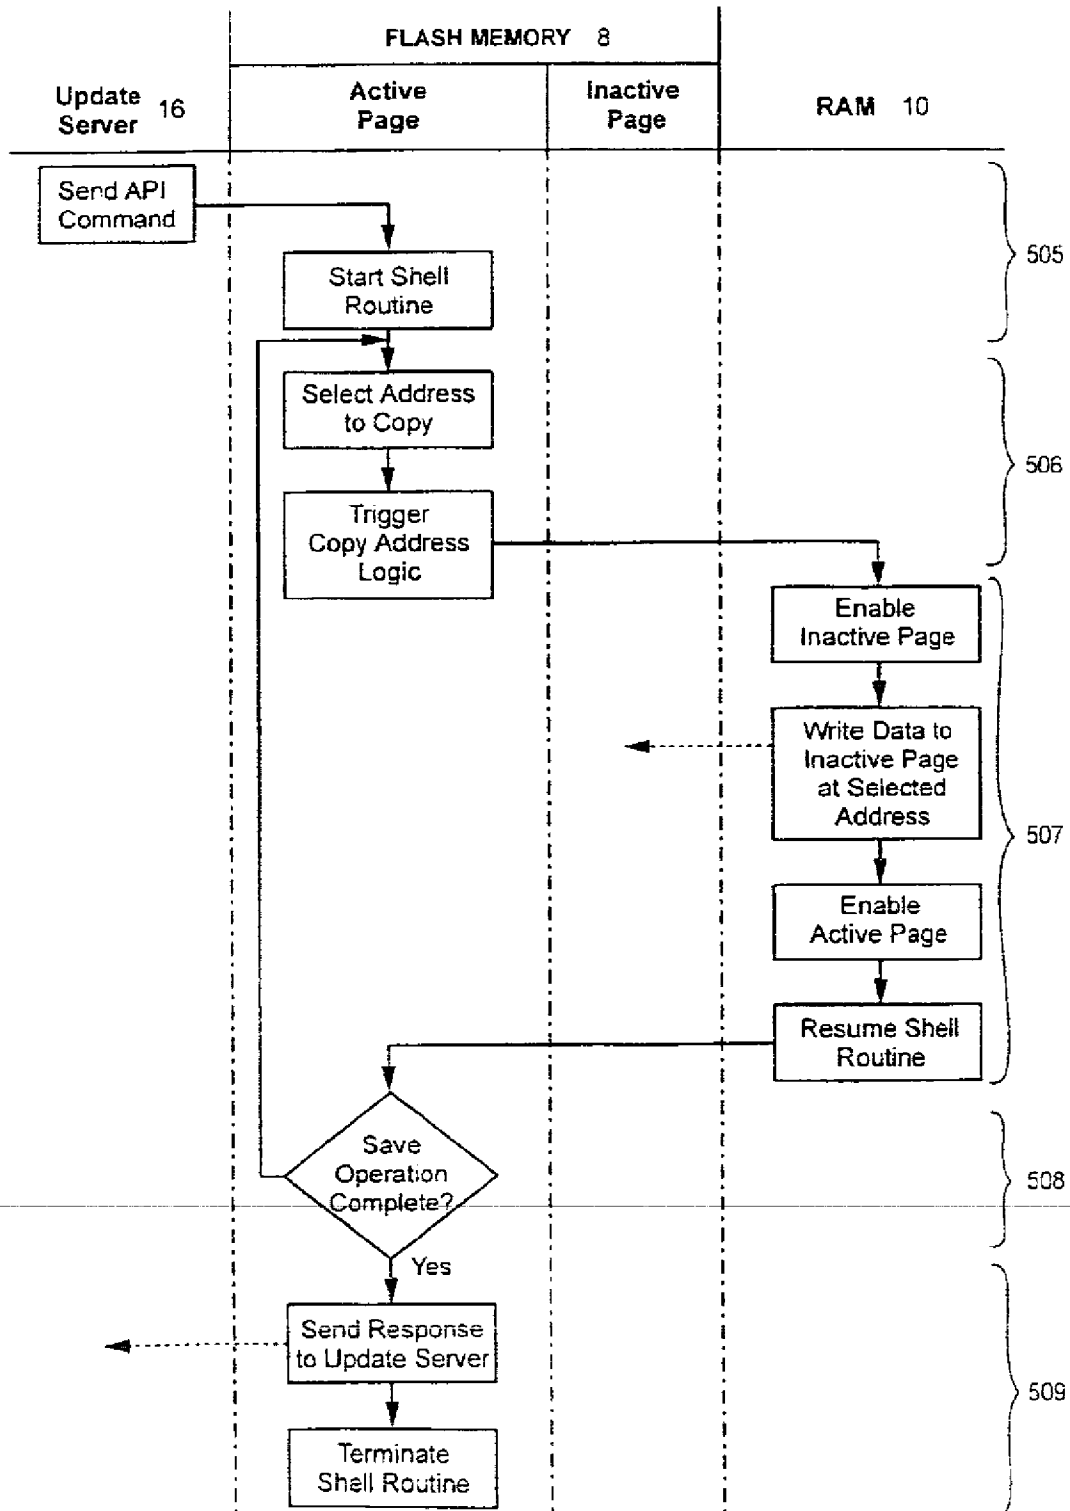 FLASH MEMORY 8
Update
Server 16
Active
Page
Inactive
Page
RAM 10
Send API
Command
Start Shell
Routine
505
Select Address
to Copy
Trigger
Copy Address
Logic
506
Enable
Inactive Page
Write Data to
Inactive Page
at Selected
Address
Enable
Active Page
Resume Shell
Routine
507
Save
Operation
Complete?
508
Yes
Send Response
to Update Server
Terminate
Shell Routine
509